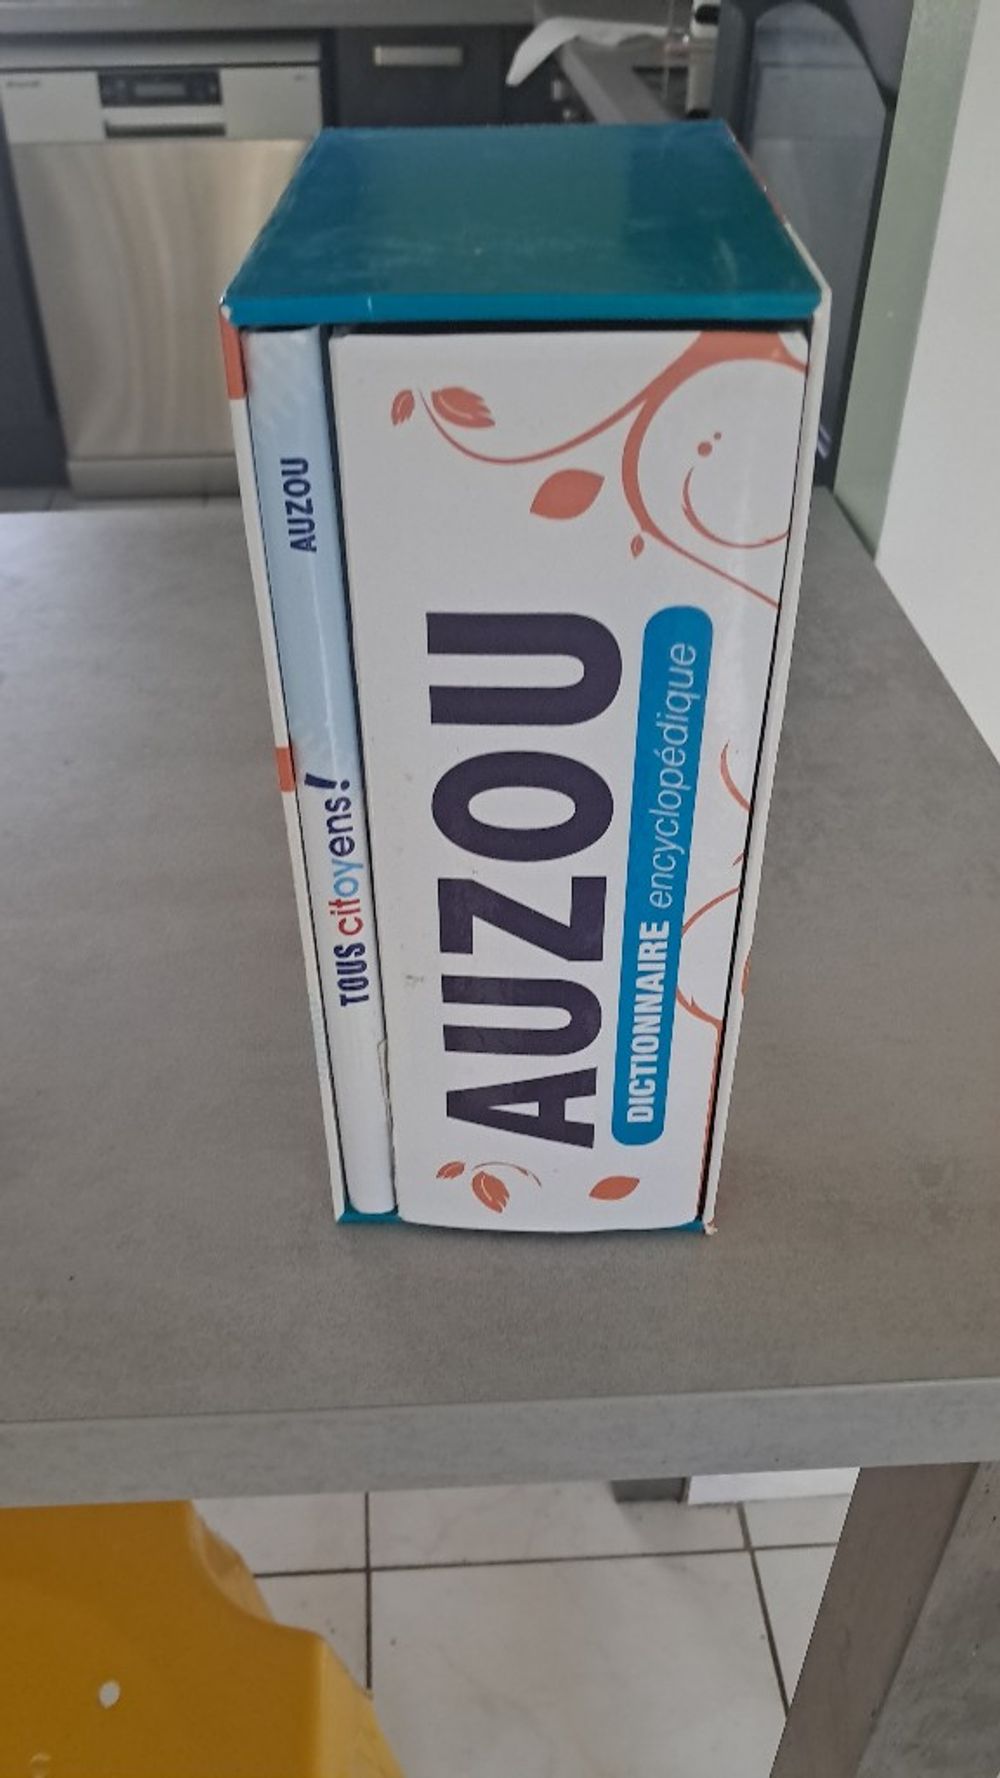 AUZOU
TOUS citoyens!
AUZOU
DICTIONNAIRE encyclopédique